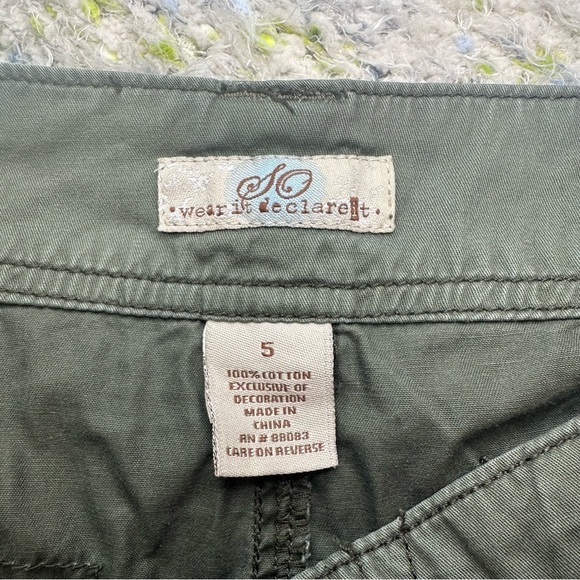 SO
· wear it declare it ·
5
100% COTTON
EXCLUSIVE OF
DECORATION
MADE IN
CHINA
RN # 88083
CARE ON REVERSE